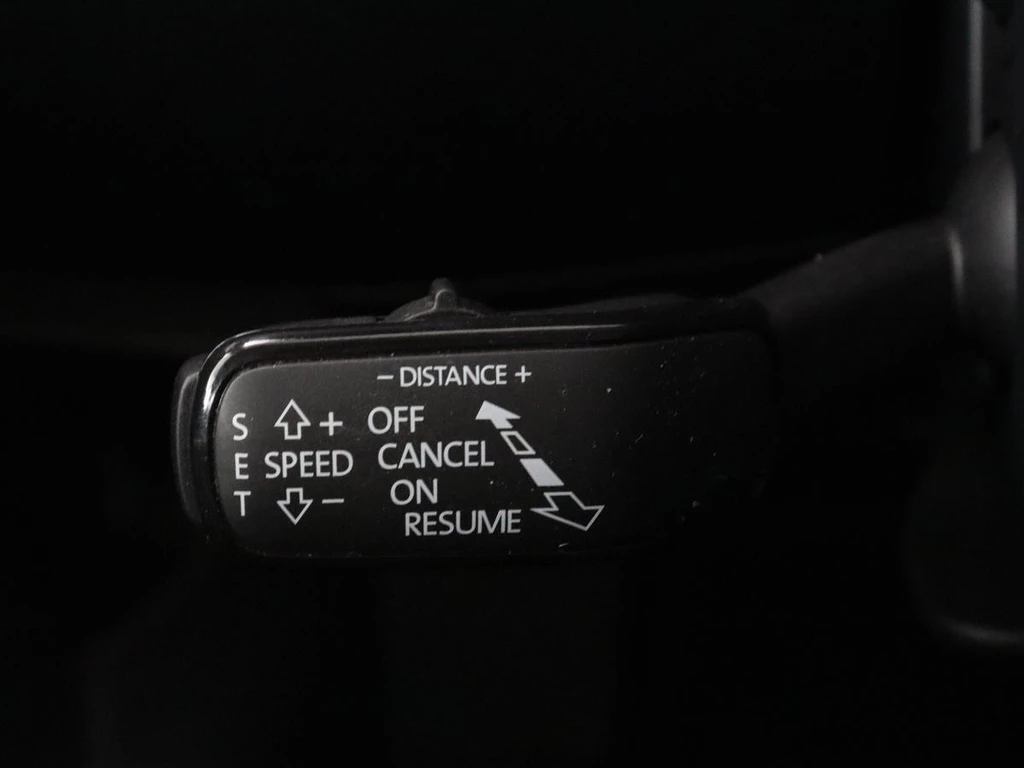 − DISTANCE +
S + OFF
E SPEED CANCEL
T − ON
RESUME